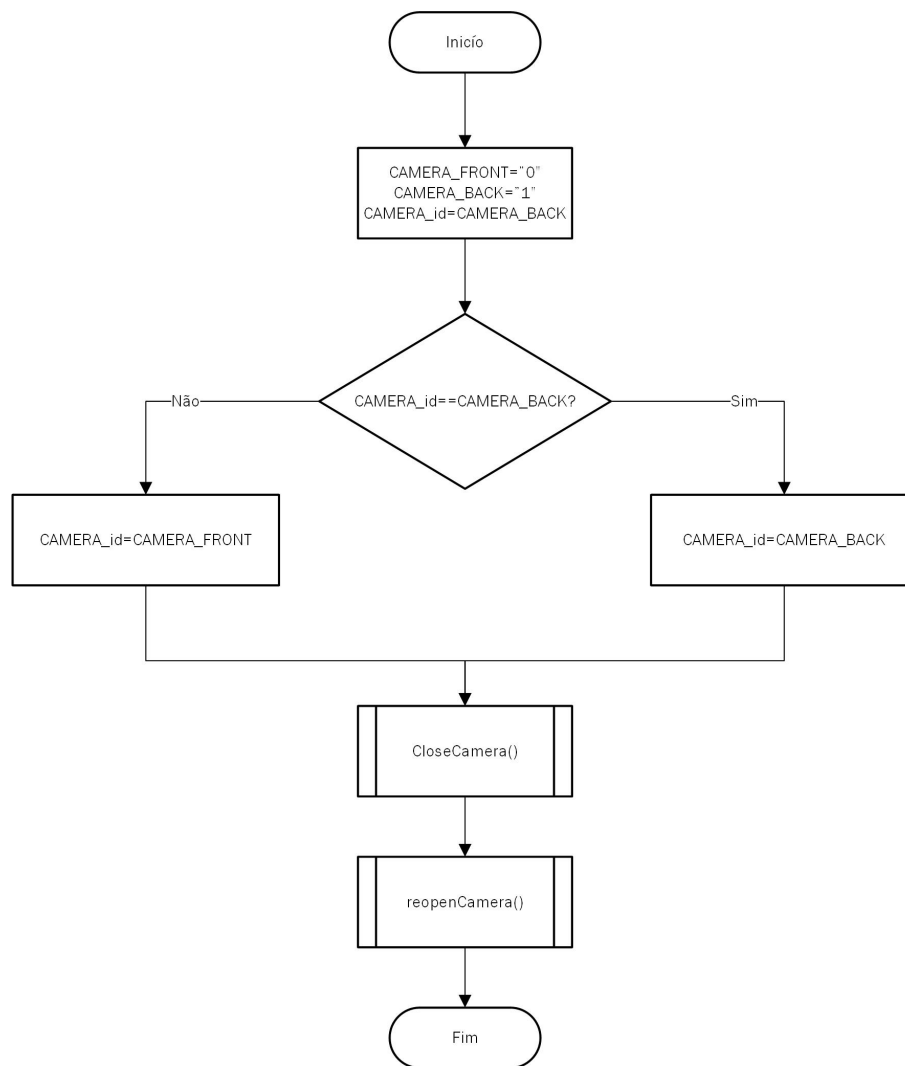 Inicío
CAMERA_FRONT="0"
CAMERA_BACK="1"
CAMERA_id=CAMERA_BACK
CAMERA_id==CAMERA_BACK?
Não
Sim
CAMERA_id=CAMERA_FRONT
CAMERA_id=CAMERA_BACK
CloseCamera()
reopenCamera()
Fim